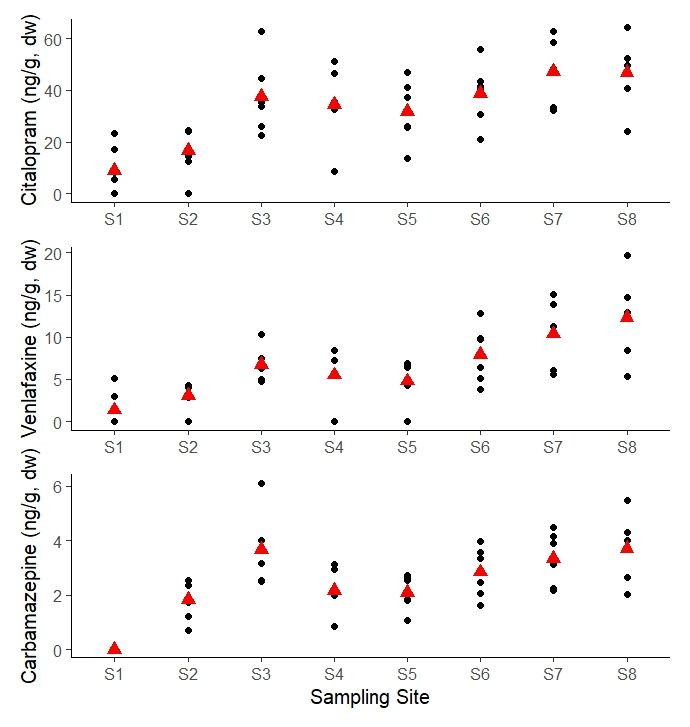 Citalopram (ng/g, dw)
60
40
20
0
S1 S2 S3 S4 S5 S6 S7 S8
Venlafaxine (ng/g, dw)
20
15
10
5
0
S1 S2 S3 S4 S5 S6 S7 S8
Carbamazepine (ng/g, dw)
6
4
2
0
S1 S2 S3 S4 S5 S6 S7 S8
Sampling Site